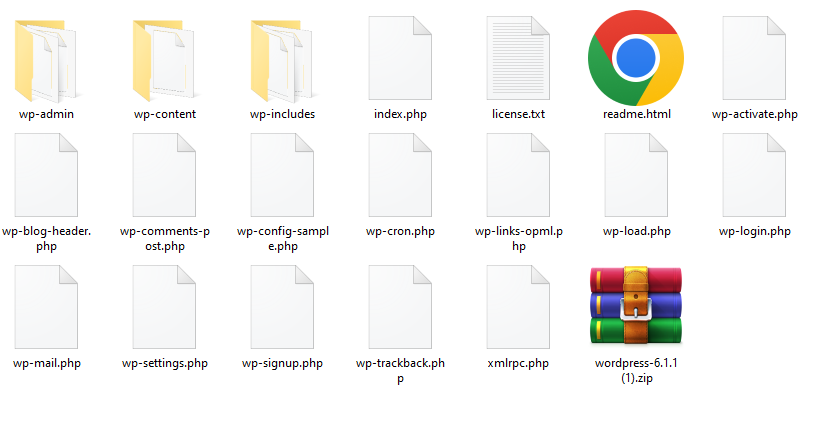 wp-admin
wp-content
wp-includes
index.php
license.txt
readme.html
wp-activate.php
wp-blog-header.
php
wp-comments-p
ost.php
wp-config-sampl
e.php
wp-cron.php
wp-links-opml.p
hp
wp-load.php
wp-login.php
wp-mail.php
wp-settings.php
wp-signup.php
wp-trackback.ph
p
xmlrpc.php
wordpress-6.1.1
(1).zip